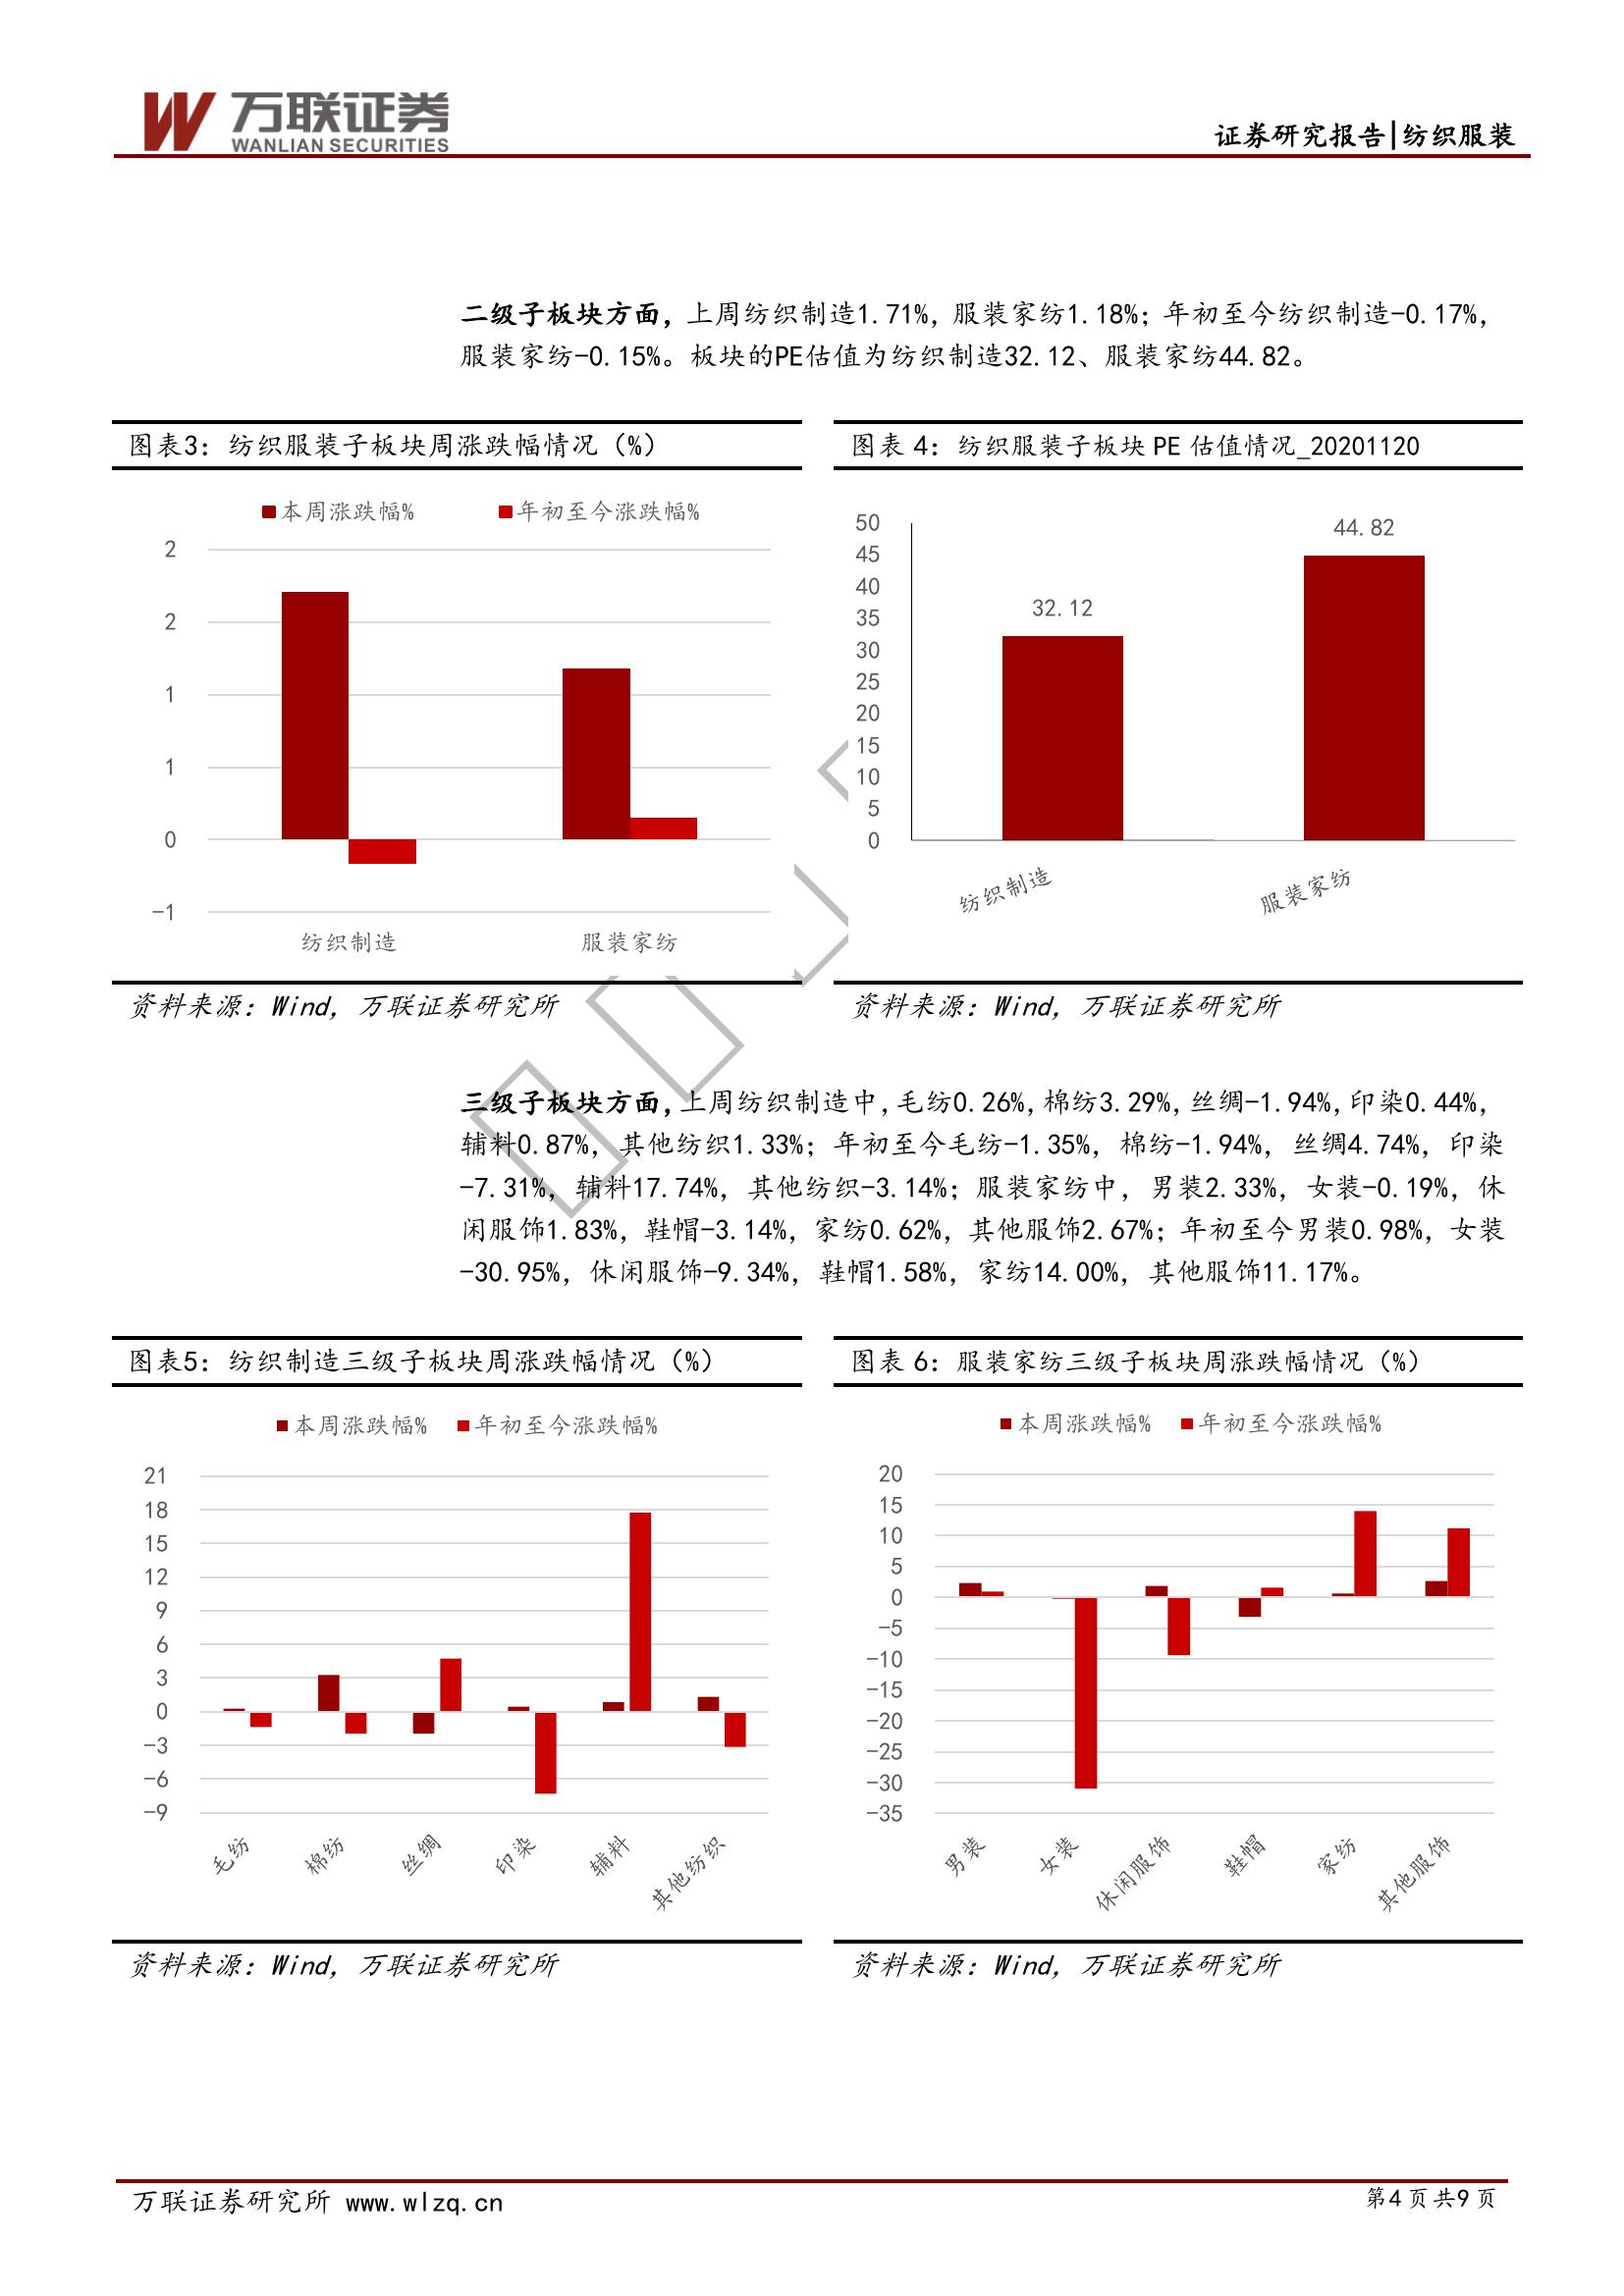 万联证券
WANLIAN SECURITIES
证券研究报告|纺织服装
二级子板块方面，上周纺织制造1.71%，服装家纺1.18%；年初至今纺织制造-0.17%，
服装家纺-0.15%。板块的PE估值为纺织制造32.12、服装家纺44.82。
图表3：纺织服装子板块周涨跌幅情况（%）
本周涨跌幅% 年初至今涨跌幅%
2
2
1
1
0
-1
纺织制造 服装家纺
资料来源：Wind，万联证券研究所
图表 4：纺织服装子板块 PE 估值情况_20201120
50
45
40
35
30
25
20
15
10
5
0
32.12
44.82
纺织制造 服装家纺
资料来源：Wind，万联证券研究所
三级子板块方面，上周纺织制造中，毛纺0.26%，棉纺3.29%，丝绸-1.94%，印染0.44%，
辅料0.87%，其他纺织1.33%；年初至今毛纺-1.35%，棉纺-1.94%，丝绸4.74%，印染
-7.31%，辅料17.74%，其他纺织-3.14%；服装家纺中，男装2.33%，女装-0.19%，休
闲服饰1.83%，鞋帽-3.14%，家纺0.62%，其他服饰2.67%；年初至今男装0.98%，女装
-30.95%，休闲服饰-9.34%，鞋帽1.58%，家纺14.00%，其他服饰11.17%。
图表5：纺织制造三级子板块周涨跌幅情况（%）
本周涨跌幅% 年初至今涨跌幅%
21
18
15
12
9
6
3
0
-3
-6
-9
毛纺 棉纺 丝绸 印染 辅料 其他纺织
资料来源：Wind，万联证券研究所
图表 6：服装家纺三级子板块周涨跌幅情况（%）
本周涨跌幅% 年初至今涨跌幅%
20
15
10
5
0
-5
-10
-15
-20
-25
-30
-35
男装 女装 休闲服饰 鞋帽 家纺 其他服饰
资料来源：Wind，万联证券研究所
万联证券研究所 www.wlzq.cn
第4页共9页